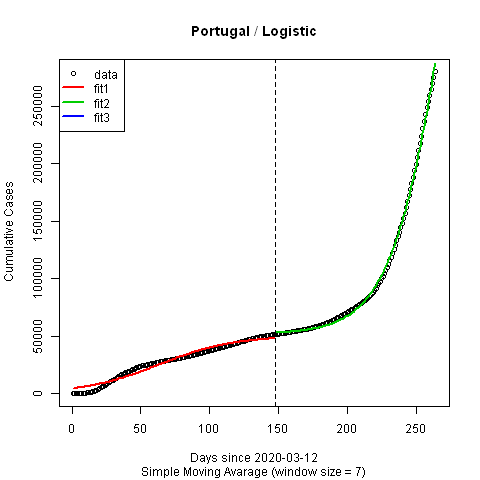 Portugal / Logistic
data
fit1
fit2
fit3
Cumulative Cases
0
50000
100000
150000
200000
250000
0 50 100 150 200 250
Days since 2020-03-12
Simple Moving Avarage (window size = 7)